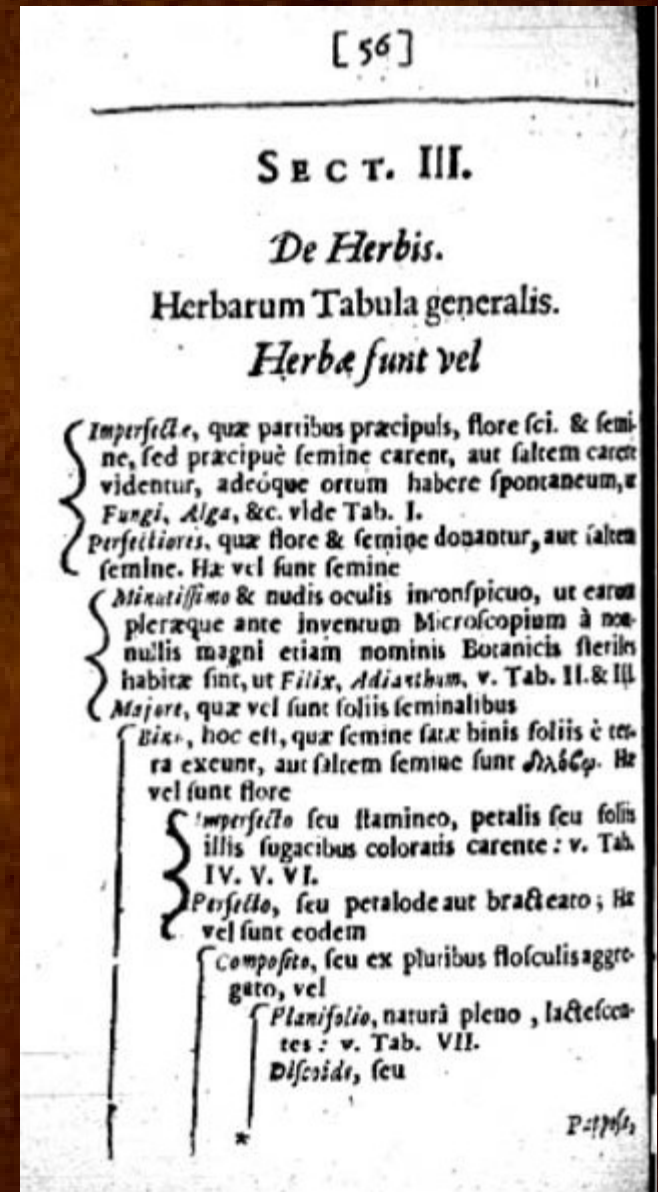 [ 56 ]
SECT. III.
De Herbis.
Herbarum Tabula generalis.
Herbæ ſunt vel
Imperfectæ, quæ partibus præcipuis, flore ſci. & ſemi-
ne, ſed præcipuè ſemine carent, aut ſaltem carere
videntur, adeóque ortum habere ſpontaneum, ut
Fungi, Algæ, &c. vide Tab. I.
Perfectiores, quæ flore & ſemine donantur, aut ſaltem
ſemine. Hæ vel ſunt ſemine
Minutiſſimo & nudis oculis inconſpicuo, ut earum
pleræque ante inventum Microſcopium à non-
nullis magni etiam nominis Botanicis ſteriles
habitæ ſint, ut Filix, Adianthum, v. Tab. II. & III.
Majore, quæ vel ſunt foliis ſeminalibus
Binis, hoc eſt, quæ ſemine ſatæ binis foliis è ter-
ra exeunt, aut ſaltem ſemine ſunt διλόβῳ. Hæ
vel ſunt flore
Imperfecto ſeu ſtamineo, petalis ſeu foliis
illis fugacibus coloratis carente : v. Tab.
IV. V. VI.
Perfecto, ſeu petalode aut bracteato ; Hæ
vel ſunt eodem
Compoſito, ſeu ex pluribus floſculis aggre-
gato, vel
Planifolio, naturâ pleno, lacteſcen-
tes : v. Tab. VII.
Diſcoide, ſeu
*
Pappoſe,